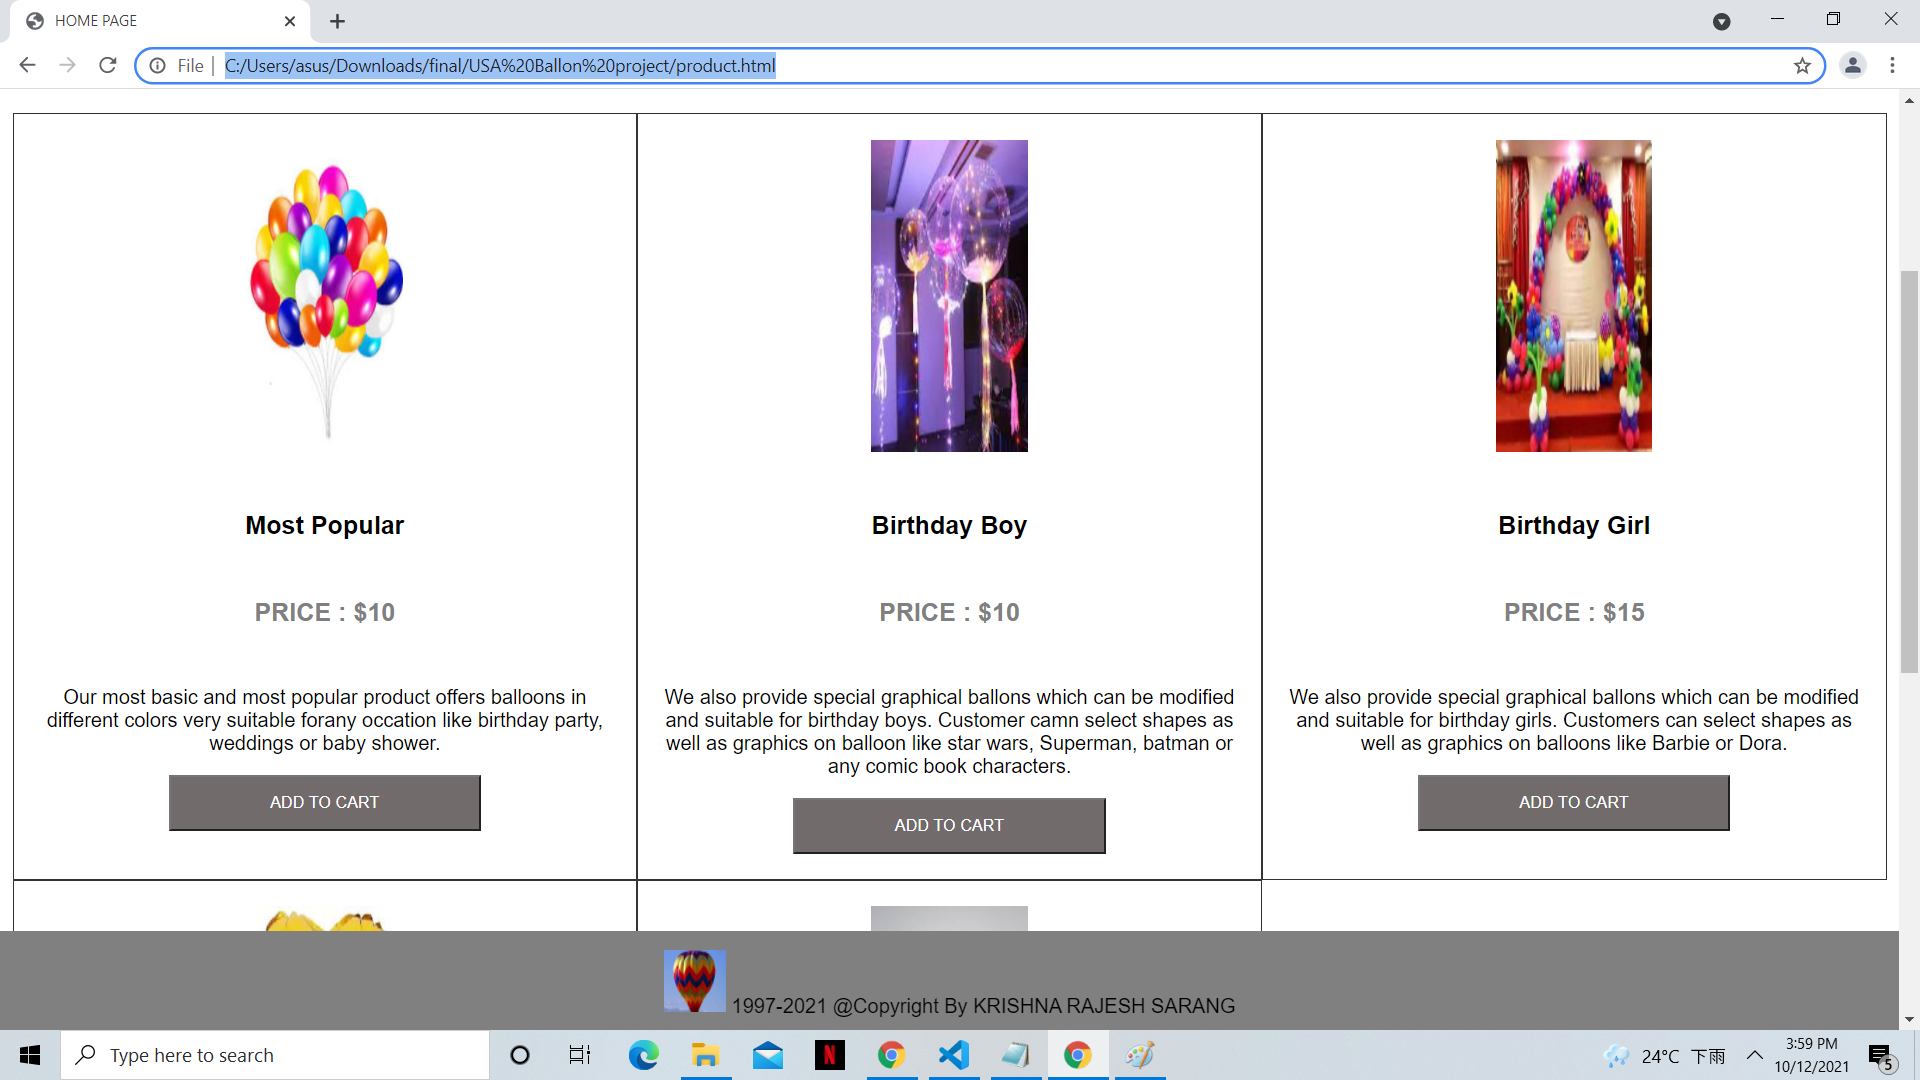 HOME PAGE
File
C:/Users/asus/Downloads/final/USA%20Ballon%20project/product.html
Most Popular
PRICE : $10
Our most basic and most popular product offers balloons in
different colors very suitable forany occation like birthday party,
weddings or baby shower.
ADD TO CART
Birthday Boy
PRICE : $10
We also provide special graphical ballons which can be modified
and suitable for birthday boys. Customer camn select shapes as
well as graphics on balloon like star wars, Superman, batman or
any comic book characters.
ADD TO CART
Birthday Girl
PRICE : $15
We also provide special graphical ballons which can be modified
and suitable for birthday girls. Customers can select shapes as
well as graphics on balloons like Barbie or Dora.
ADD TO CART
1997-2021 @Copyright By KRISHNA RAJESH SARANG
Type here to search
N
24°C 下雨
3:59 PM
10/12/2021
5